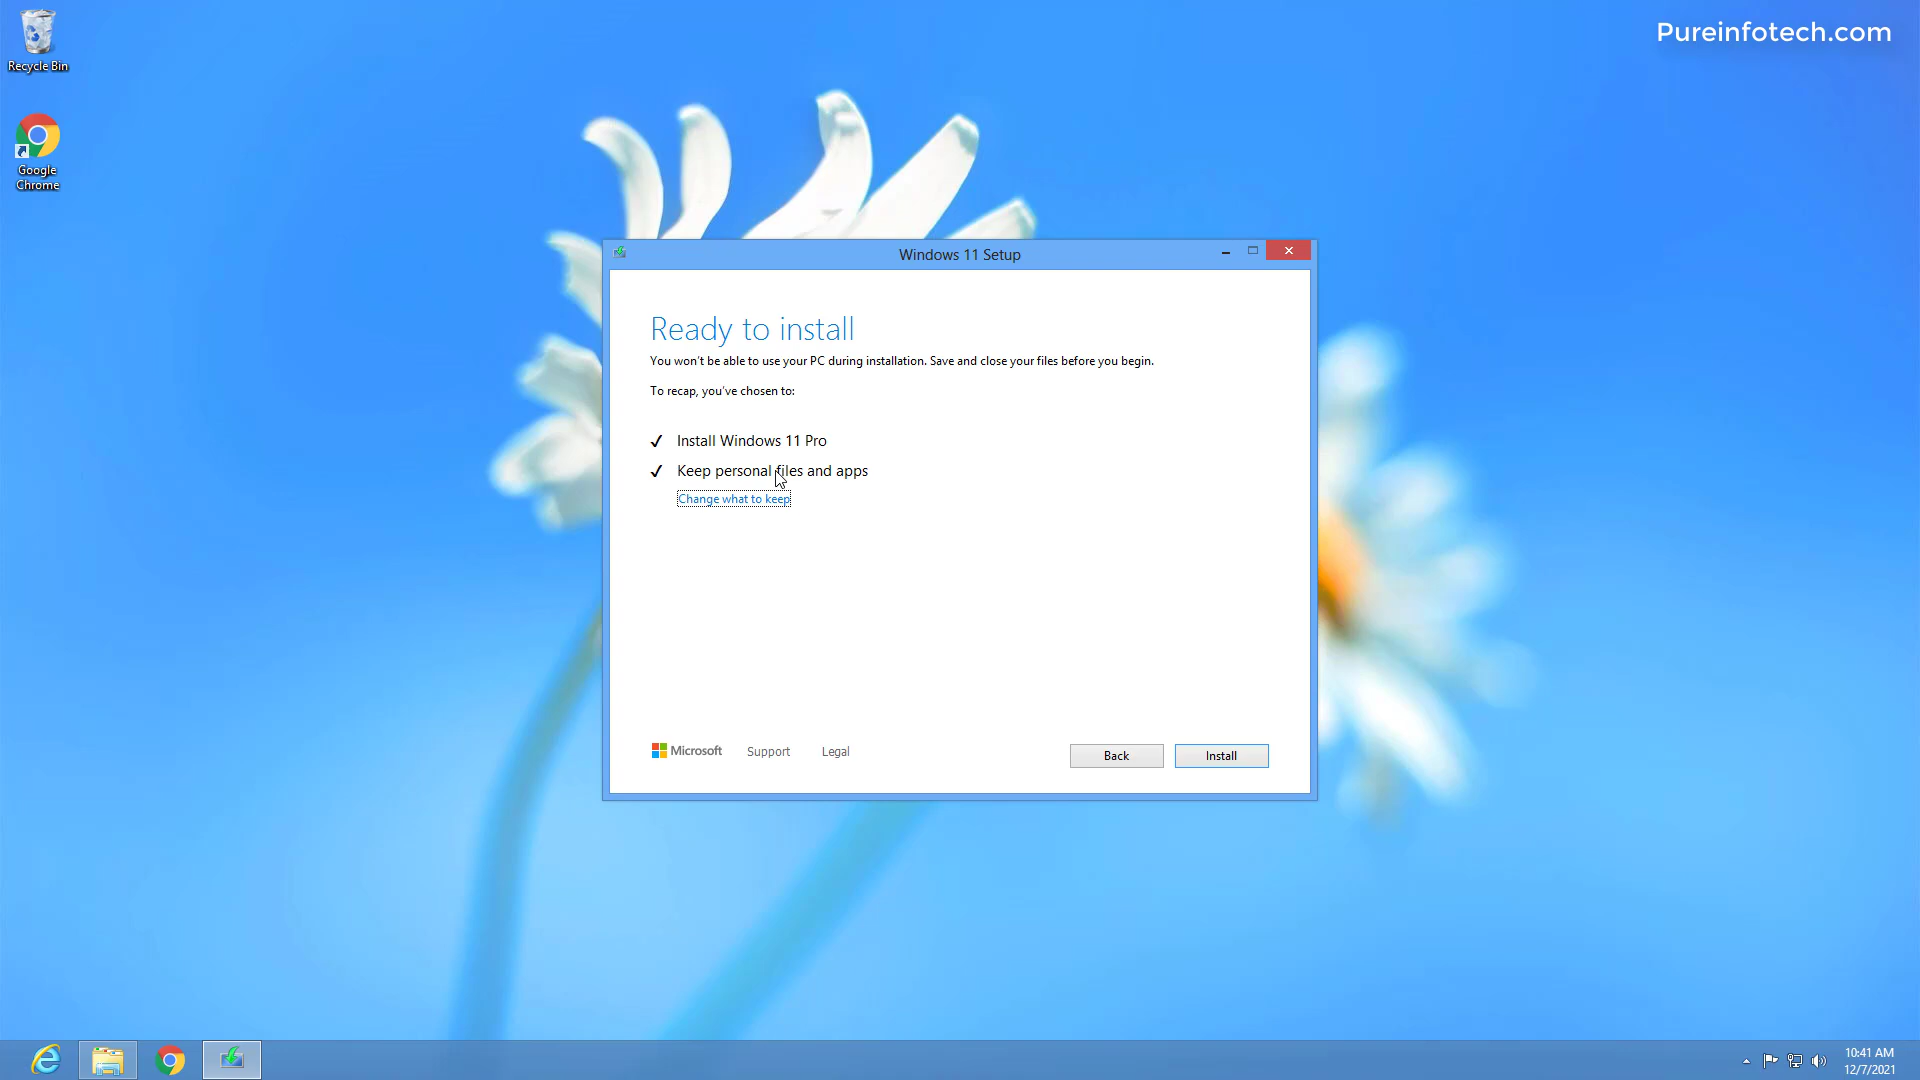 Recycle Bin
Pureinfotech.com
Google
Chrome
Windows 11 Setup
Ready to install
You won't be able to use your PC during installation. Save and close your files before you begin.
To recap, you've chosen to:
Install Windows 11 Pro
Keep personal files and apps
Change what to keep
Microsoft
Support
Legal
Back
Install
10:41 AM
12/7/2021